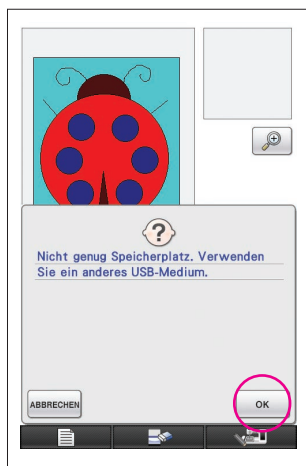 Nicht genug Speicherplatz. Verwenden
Sie ein anderes USB-Medium.
ABBRECHEN
OK